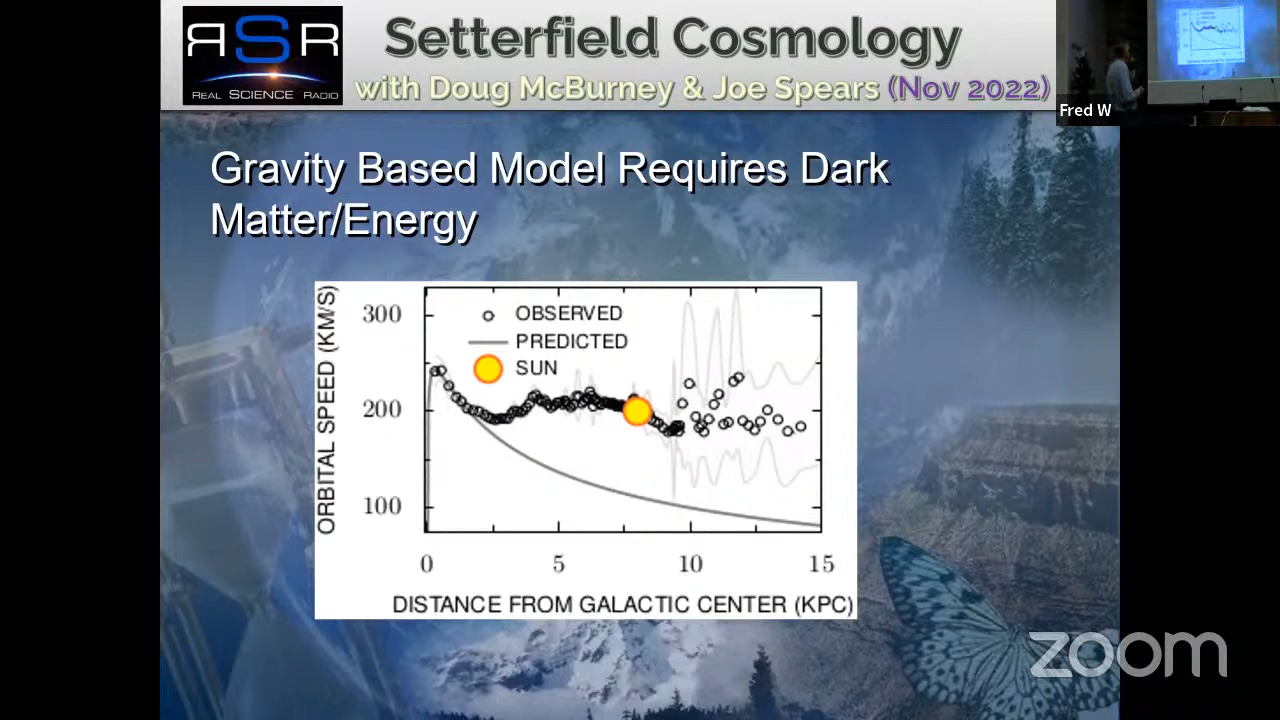 RSR
REAL SCIENCE RADIO
Setterfield Cosmology
with Doug McBurney & Joe Spears (Nov 2022)
Fred W
Gravity Based Model Requires Dark
Matter/Energy
ORBITAL SPEED (KM/S)
300
200
100
OBSERVED
PREDICTED
SUN
0 5 10 15
DISTANCE FROM GALACTIC CENTER (KPC)
zoom